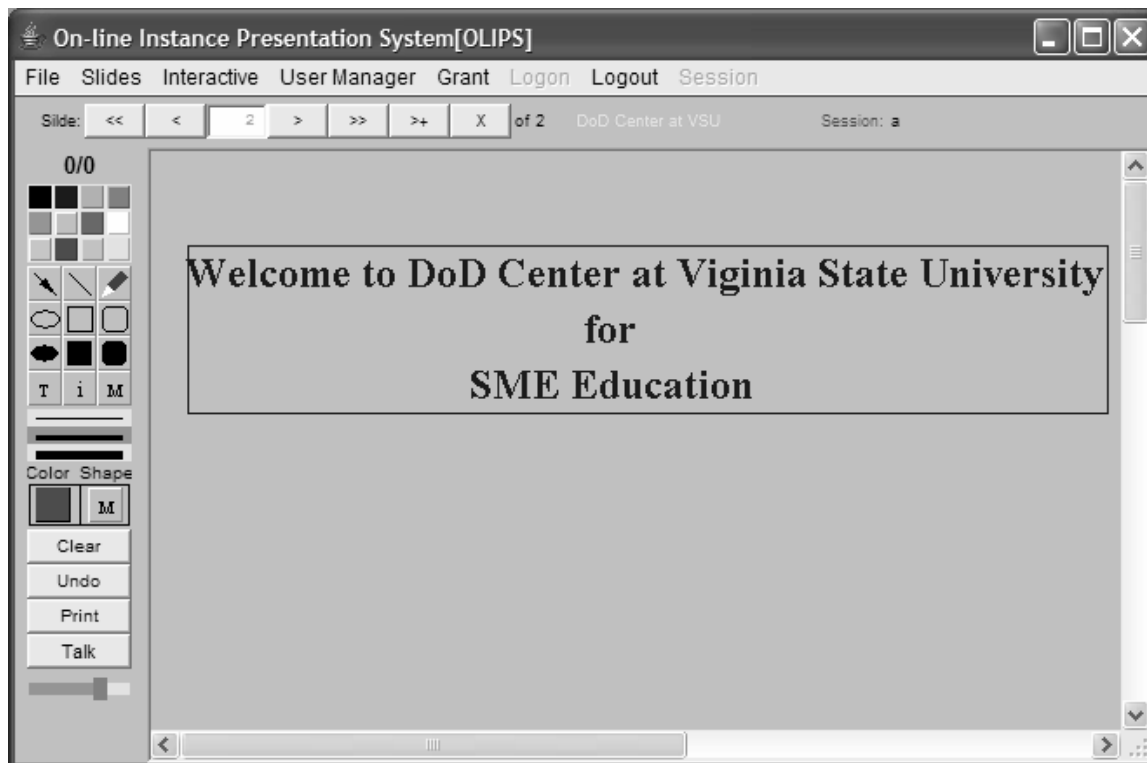 On-line Instance Presentation System[OLIPS]
File Slides Interactive User Manager Grant Logon Logout Session
Silde: << < 2 > >> >+ X of 2 DoD Center at VSU Session: a
0/0
Welcome to DoD Center at Viginia State University
for
SME Education
T i M
Color Shape
M
Clear
Undo
Print
Talk